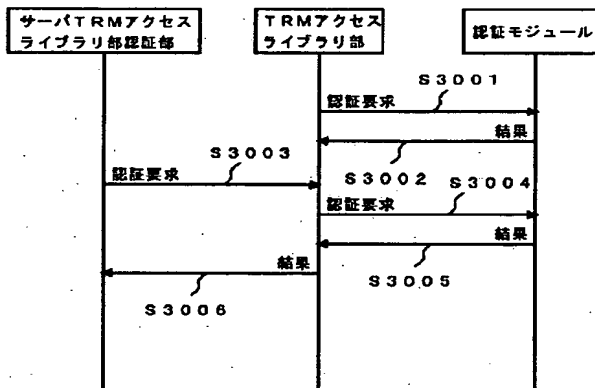 サーバTRMアクセス
ライブラリ部認証部
TRMアクセス
ライブラリ部
認証モジュール
S3001
認証要求
結果
S3003
S3002
認証要求
S3004
認証要求
結果
結果
S3005
S3006